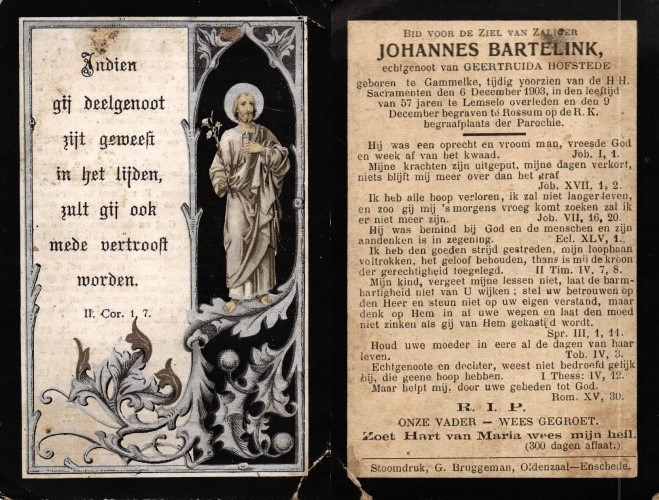 Indien
gij deelgenoot
zijt geweest
in het lijden,
zult gij ook
mede vertroost
worden.
II. Cor. 1, 7.
BID VOOR DE ZIEL VAN ZALIGER
JOHANNES BARTELINK,
echtgenoot van GEERTRUIDA HOFSTEDE
geboren te Gammelke, tijdig voorzien van de H H.
Sacramenten den 6 December 1903, in den leeftijd
van 57 jaren te Lemselo overleden en den 9
December begraven te Rossum op de R. K.
begraafplaats der Parochie.
Hij was een oprecht en vroom man, vreesde God
en week af van het kwaad. Job. I, 1.
Mijne krachten zijn uitgeput, mijne dagen verkort,
niets blijft mij meer over dan het graf
Job. XVII, 1, 2.
Ik heb alle hoop verloren, ik zal niet langer leven,
en zoo gij mij 's morgens vroeg komt zoeken zal ik
er niet meer zijn. Job. VII, 16, 20.
Hij was bemind bij God en de menschen en zijn
aandenken is in zegening. Ecl. XLV, 1.
Ik heb den goeden strijd gestreden, mijn loopbaan
voltrokken, het geloof behouden, thans is mij de kroon
der gerechtigheid toegelegd. II Tim. IV, 7, 8.
Mijn kind, vergeet mijne lessen niet, laat de barm-
hartigheid niet van U wijken; stel uw betrouwen op
den Heer en steun niet op uw eigen verstand, maar
denk op Hem in al uwe wegen en laat den moed
niet zinken als gij van Hem gekastijd wordt.
Spr. III, 1, 11.
Houd uwe moeder in eere al de dagen van haar
leven. Tob. IV, 3.
Echtgenoote en dochter, weest niet bedroefd gelijk
hij, die geene hoop hebben. I Thess: IV, 12.
Maar helpt mij, door uwe gebeden tot God.
Rom. XV, 30.
R. I. P.
ONZE VADER — WEES GEGROET.
Zoet Hart van Maria wees mijn heil.
(300 dagen aflaat.)
Stoomdruk, G. Bruggeman, Oldenzaal—Enschede.